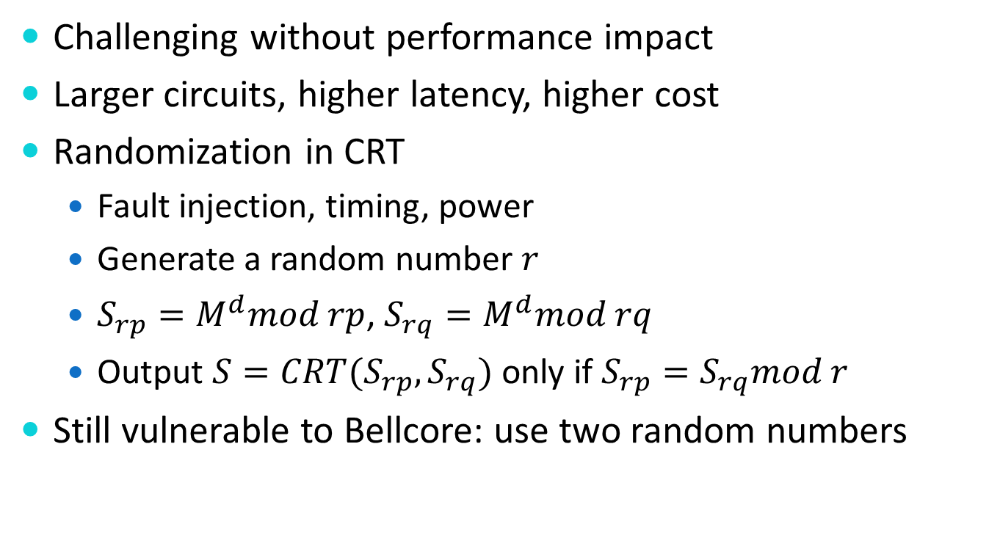 • Challenging without performance impact
• Larger circuits, higher latency, higher cost
• Randomization in CRT
• Fault injection, timing, power
• Generate a random number r
• S_{rp} = M^d mod rp, S_{rq} = M^d mod rq
• Output S = CRT(S_{rp}, S_{rq}) only if S_{rp} = S_{rq} mod r
• Still vulnerable to Bellcore: use two random numbers